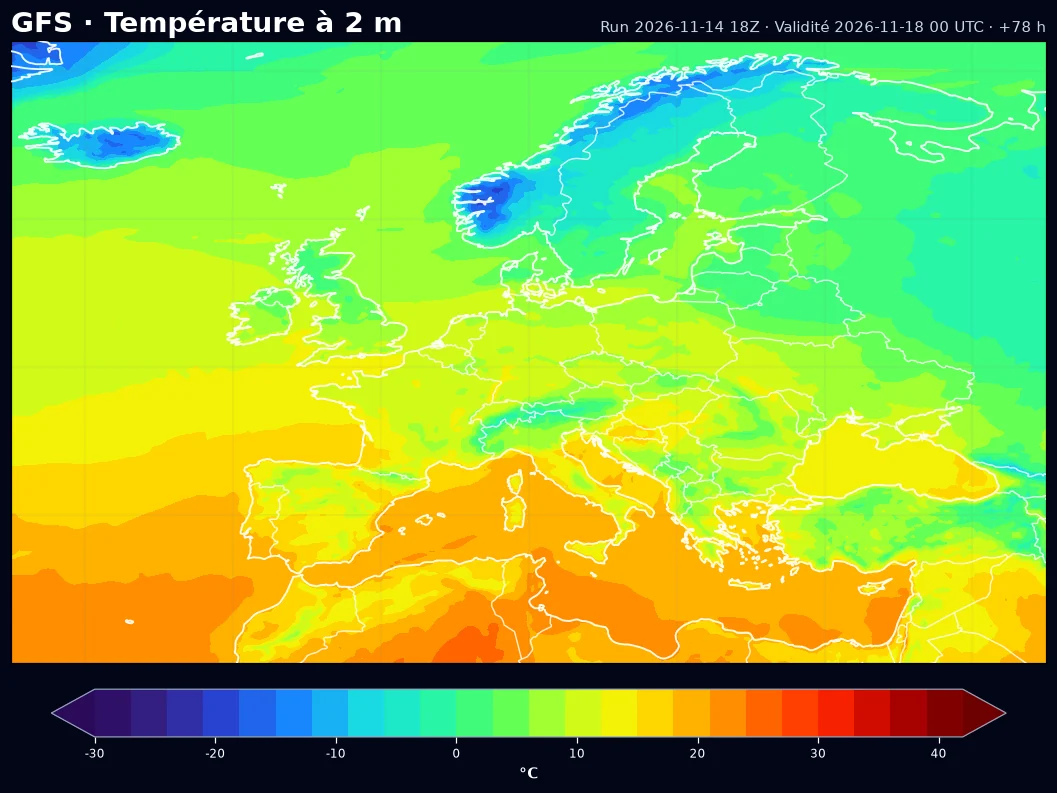 GFS · Température à 2 m
Run 2026-11-14 18Z · Validité 2026-11-18 00 UTC · +78 h
-30 -20 -10 0 10 20 30 40
°C